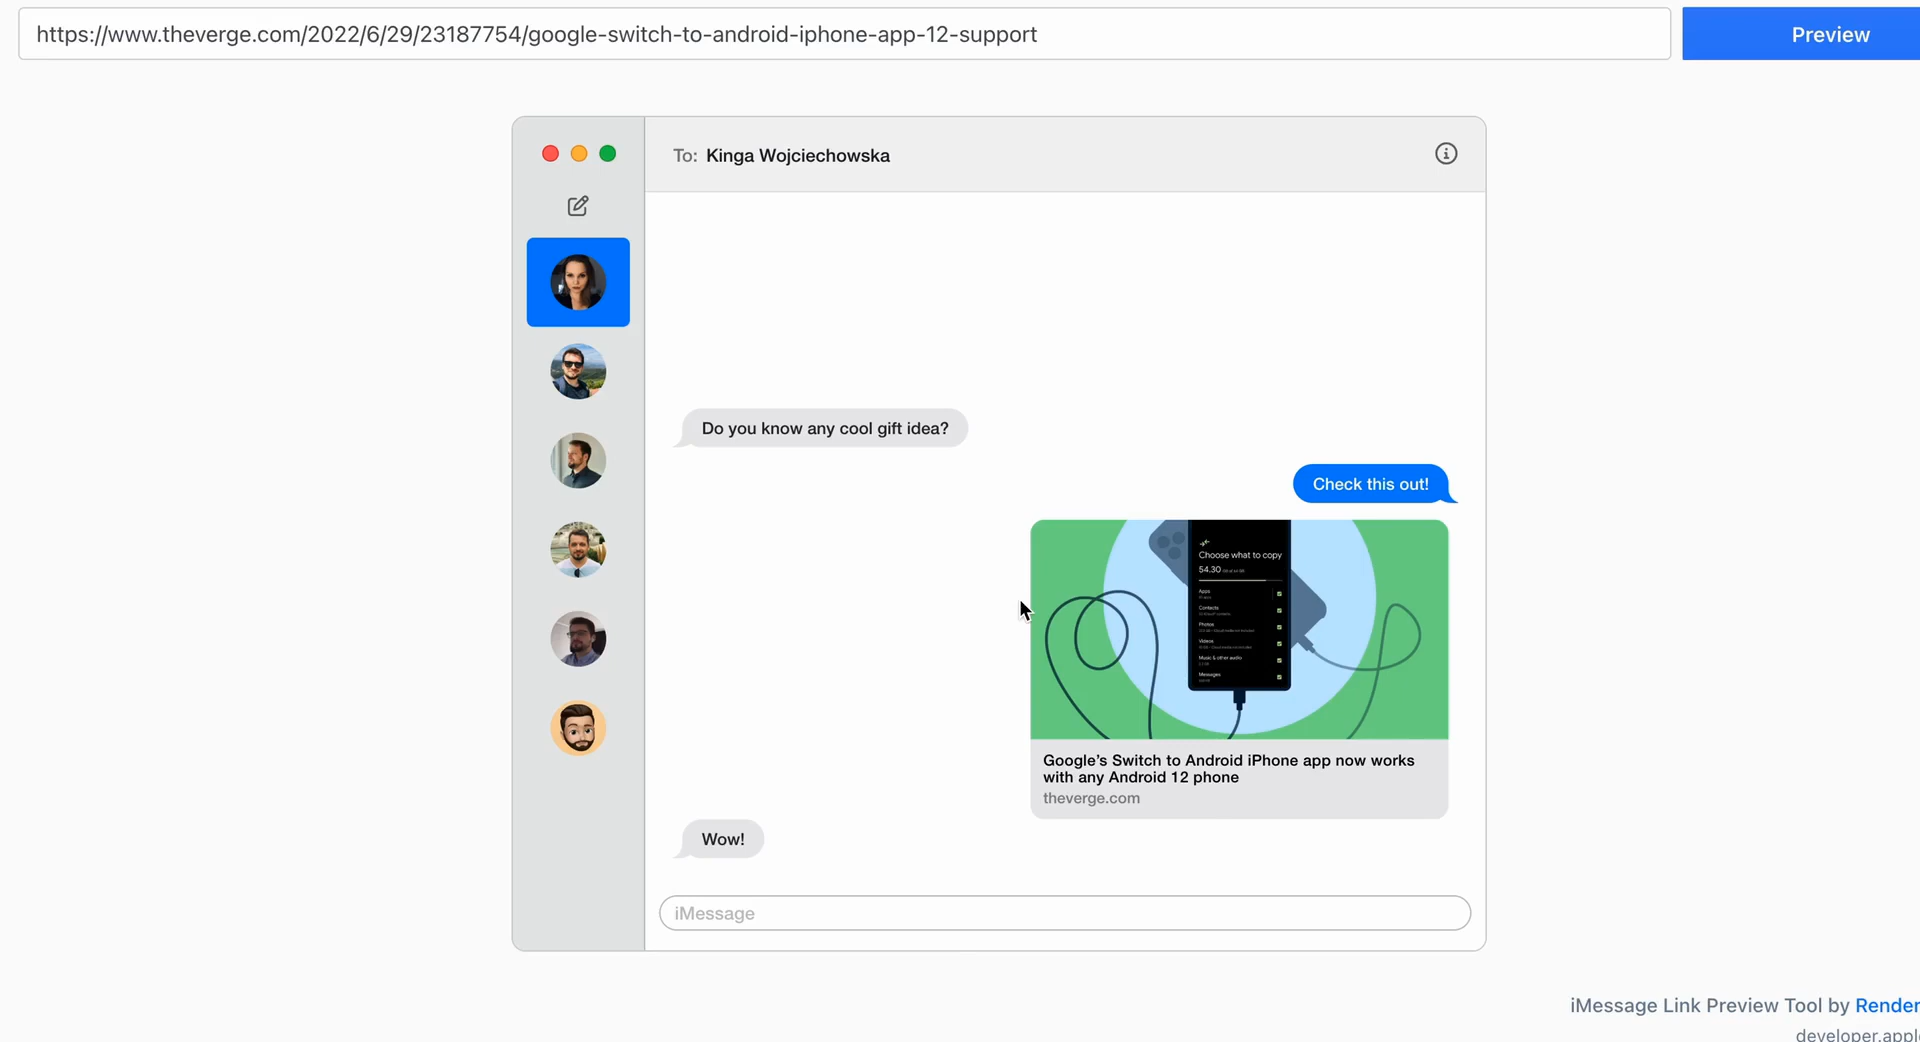 https://www.theverge.com/2022/6/29/23187754/google-switch-to-android-iphone-app-12-support
Preview
To: Kinga Wojciechowska
Do you know any cool gift idea?
Check this out!
Choose what to copy
54.30
Apps
Contacts
Photos
Videos
Music & other audio
Messages
Google’s Switch to Android iPhone app now works
with any Android 12 phone
theverge.com
Wow!
iMessage
iMessage Link Preview Tool by Render